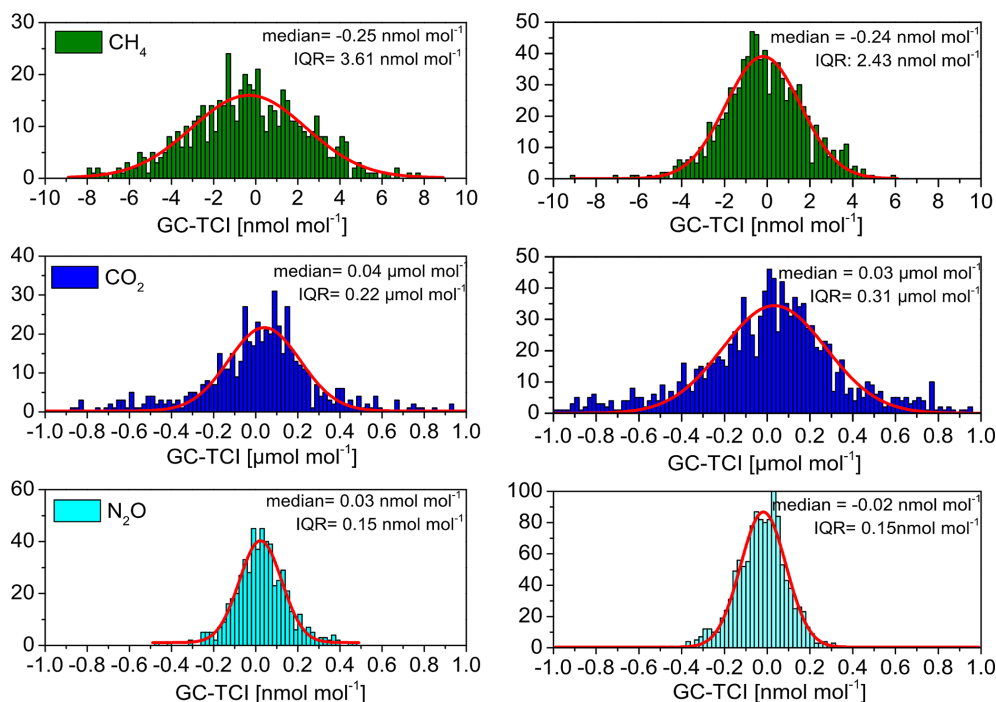 CH₄
median= -0.25 nmol mol⁻¹
IQR= 3.61 nmol mol⁻¹
30
20
10
0
-10 -8 -6 -4 -2 0 2 4 6 8 10
GC-TCI [nmol mol⁻¹]
median = -0.24 nmol mol⁻¹
IQR: 2.43 nmol mol⁻¹
50
40
30
20
10
0
-10 -8 -6 -4 -2 0 2 4 6 8 10
GC-TCI [nmol mol⁻¹]
CO₂
median= 0.04 µmol mol⁻¹
IQR= 0.22 µmol mol⁻¹
40
30
20
10
0
-1.0 -0.8 -0.6 -0.4 -0.2 0.0 0.2 0.4 0.6 0.8 1.0
GC-TCI [µmol mol⁻¹]
median = 0.03 µmol mol⁻¹
IQR= 0.31 µmol mol⁻¹
50
40
30
20
10
0
-1.0 -0.8 -0.6 -0.4 -0.2 0.0 0.2 0.4 0.6 0.8 1.0
GC-TCI [µmol mol⁻¹]
N₂O
median= 0.03 nmol mol⁻¹
IQR= 0.15 nmol mol⁻¹
60
40
20
0
-1.0 -0.8 -0.6 -0.4 -0.2 0.0 0.2 0.4 0.6 0.8 1.0
GC-TCI [nmol mol⁻¹]
median = -0.02 nmol mol⁻¹
IQR= 0.15nmol mol⁻¹
100
80
60
40
20
0
-1.0 -0.8 -0.6 -0.4 -0.2 0.0 0.2 0.4 0.6 0.8 1.0
GC-TCI [nmol mol⁻¹]